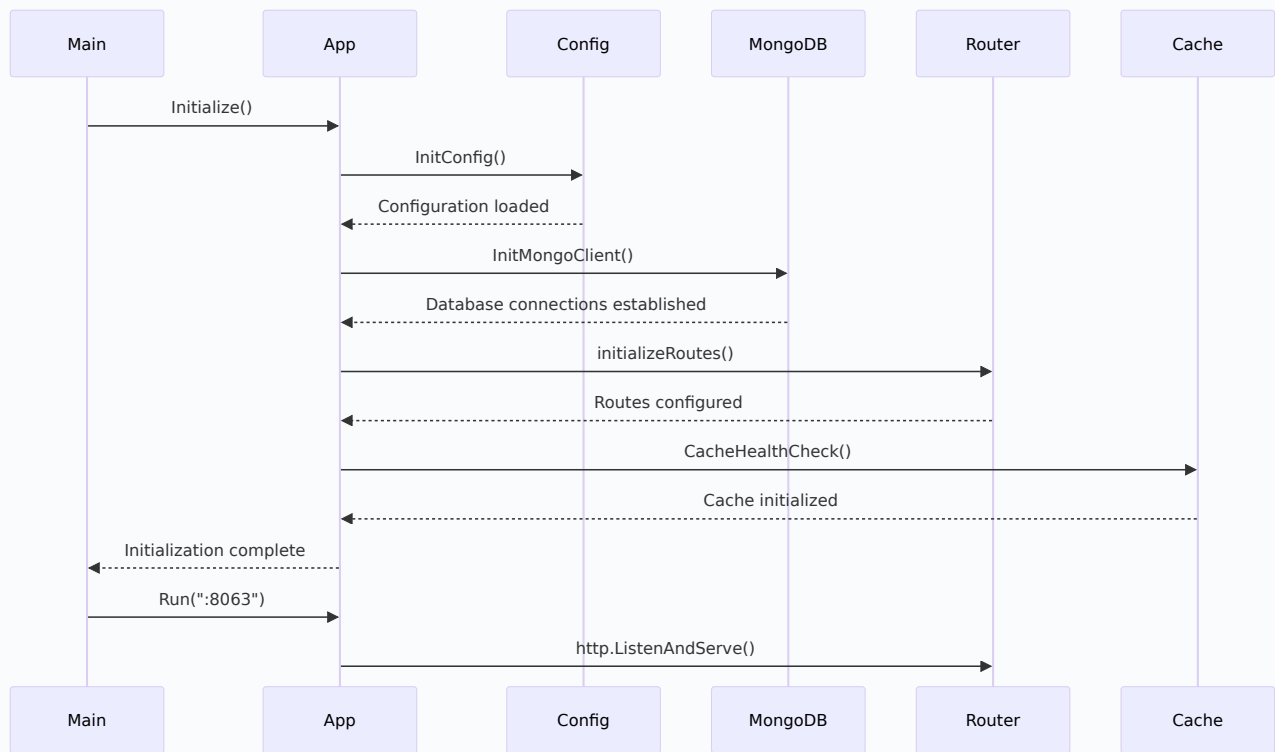 Main
App
Config
MongoDB
Router
Cache
Initialize()
InitConfig()
Configuration loaded
InitMongoClient()
Database connections established
initializeRoutes()
Routes configured
CacheHealthCheck()
Cache initialized
Initialization complete
Run(":8063")
http.ListenAndServe()
Main
App
Config
MongoDB
Router
Cache